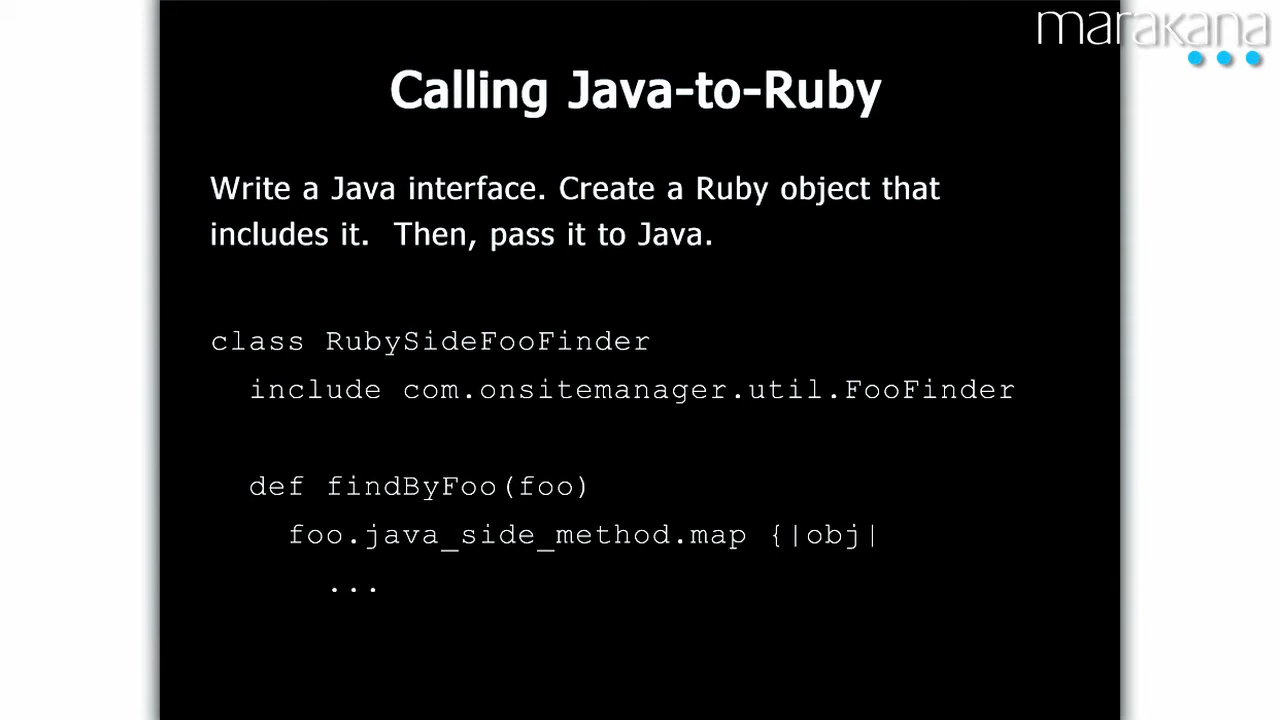 marakana
Calling Java-to-Ruby
Write a Java interface. Create a Ruby object that
includes it.  Then, pass it to Java.
class RubySideFooFinder
  include com.onsitemanager.util.FooFinder
  def findByFoo(foo)
    foo.java_side_method.map {|obj|
      ...